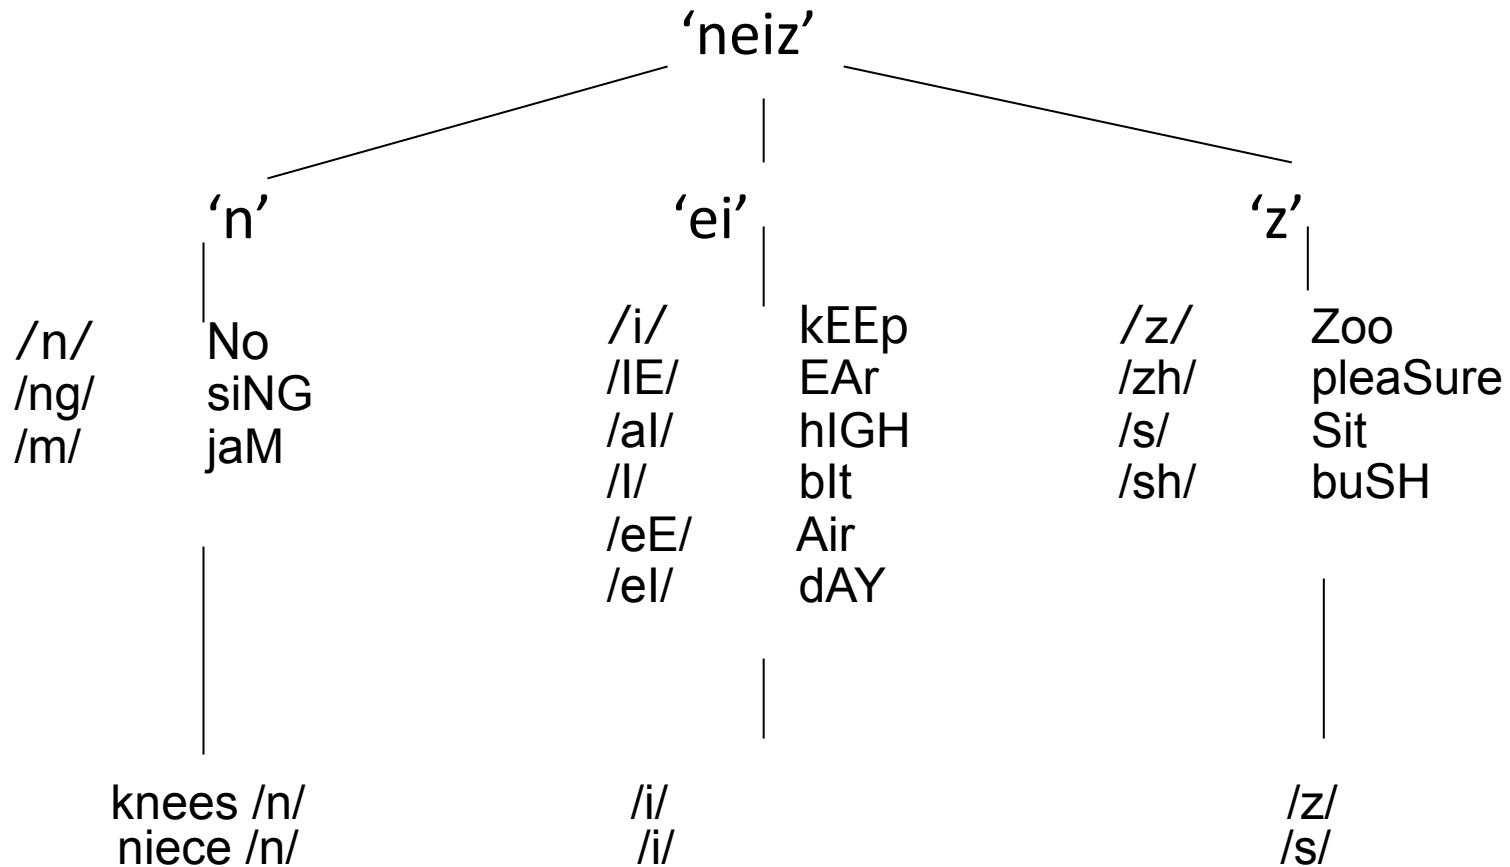 ‘neiz’
‘n’ ‘ei’ ‘z’
/n/ No
/ng/ siNG
/m/ jaM
/i/ kEEp
/IE/ EAr
/aI/ hIGH
/I/ bIt
/eE/ Air
/eI/ dAY
/z/ Zoo
/zh/ pleaSure
/s/ Sit
/sh/ buSH
knees /n/ /i/ /z/
niece /n/ /i/ /s/